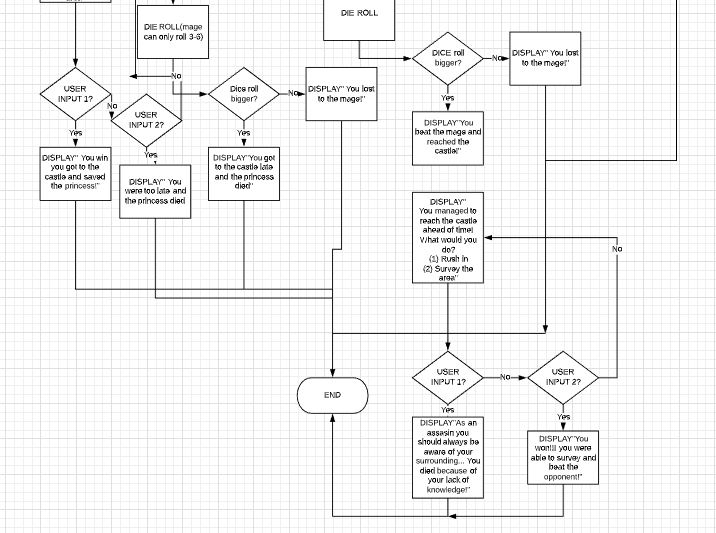 DIE ROLL
DIE ROLL(mage
can only roll 3-6)
No
USER
INPUT 1?
No
USER
INPUT 2?
Dice roll
bigger?
No
DISPLAY" You lost
to the mage!"
DICE roll
bigger?
No
DISPLAY" You lost
to the mage!"
Yes
DISPLAY" You win
you got to the
castle and saved
the princess!"
Yes
DISPLAY" You
were too late and
the princess died
Yes
DISPLAY"You got
to the castle late
and the princess
died"
Yes
DISPLAY"You
beat the mage and
reached the
castle!"
DISPLAY"
You managed to
reach the castle
ahead of time!
What would you
do?
(1) Rush in
(2) Survey the
area"
No
END
USER
INPUT 1?
No
USER
INPUT 2?
Yes
DISPLAY"As an
assasin you
should always be
aware of your
surrounding... You
died because of
your lack of
knowledge!"
Yes
DISPLAY"You
won!!! you were
able to survey and
beat the
opponent!"